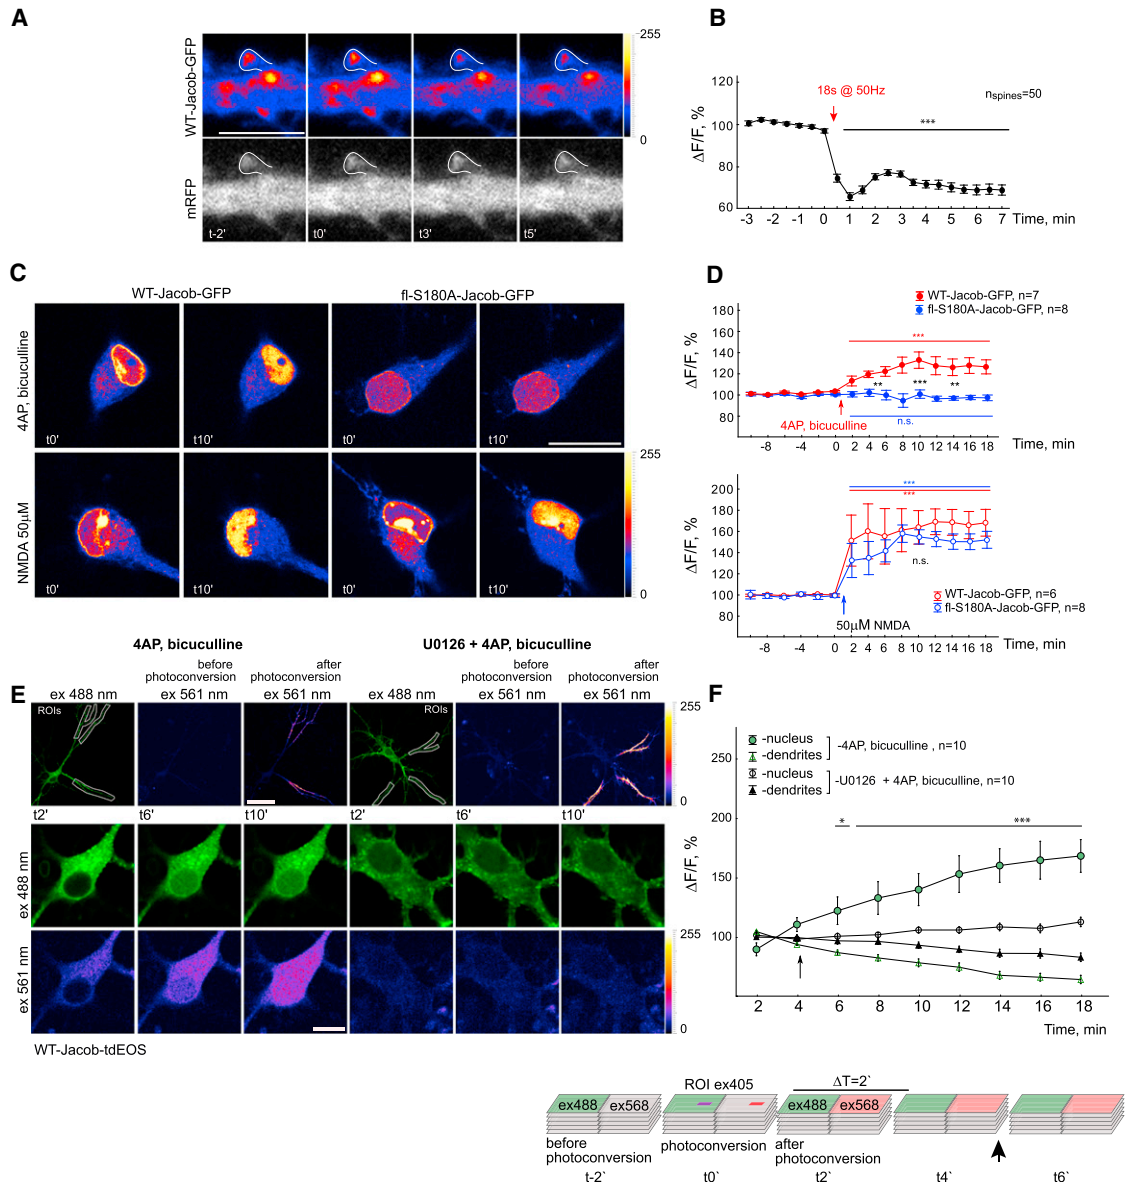 A
WT-Jacob-GFP
255
0
mRFP
t-2'
t0'
t3'
t5'
B
18s @ 50Hz
nspines=50
***
ΔF/F, %
120
100
80
60
-3
-2
-1
0
1
2
3
4
5
6
7
Time, min
C
WT-Jacob-GFP
fl-S180A-Jacob-GFP
4AP, bicuculline
t0'
t10'
t0'
t10'
NMDA 50µM
255
0
t0'
t10'
t0'
t10'
D
WT-Jacob-GFP, n=7
fl-S180A-Jacob-GFP, n=8
ΔF/F, %
180
160
140
120
100
80
***
**
***
**
n.s.
4AP, bicuculline
-8 -4 0 2 4 6 8 10 12 14 16 18
Time, min
ΔF/F, %
200
180
160
140
120
100
80
60
***
***
n.s.
WT-Jacob-GFP, n=6
fl-S180A-Jacob-GFP, n=8
50µM NMDA
-8 -4 0 2 4 6 8 10 12 14 16 18
Time, min
E
4AP, bicuculline
U0126 + 4AP, bicuculline
before photoconversion
after photoconversion
before photoconversion
after photoconversion
ex 488 nm
ex 561 nm
ex 561 nm
ex 488 nm
ex 561 nm
ex 561 nm
ROIs
ROIs
255
0
t2'
t6'
t10'
t2'
t6'
t10'
ex 488 nm
ex 561 nm
255
0
WT-Jacob-tdEOS
F
-nucleus
-dendrites
-4AP, bicuculline , n=10
-nucleus
-dendrites
-U0126 + 4AP, bicuculline, n=10
ΔF/F, %
250
200
150
100
*
***
2 4 6 8 10 12 14 16 18
Time, min
ROI ex405
ΔT=2`
ex488
ex568
ex488
ex568
before photoconversion
photoconversion
after photoconversion
t-2`
t0`
t2`
t4`
t6`